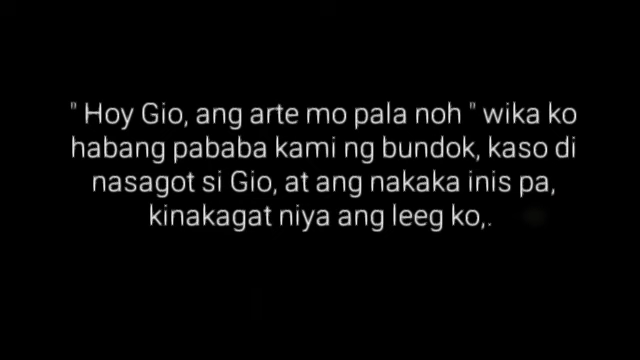 " Hoy Gio, ang arte mo pala noh " wika ko
habang pababa kami ng bundok, kaso di
nasagot si Gio, at ang nakaka inis pa,
kinakagat niya ang leeg ko,.